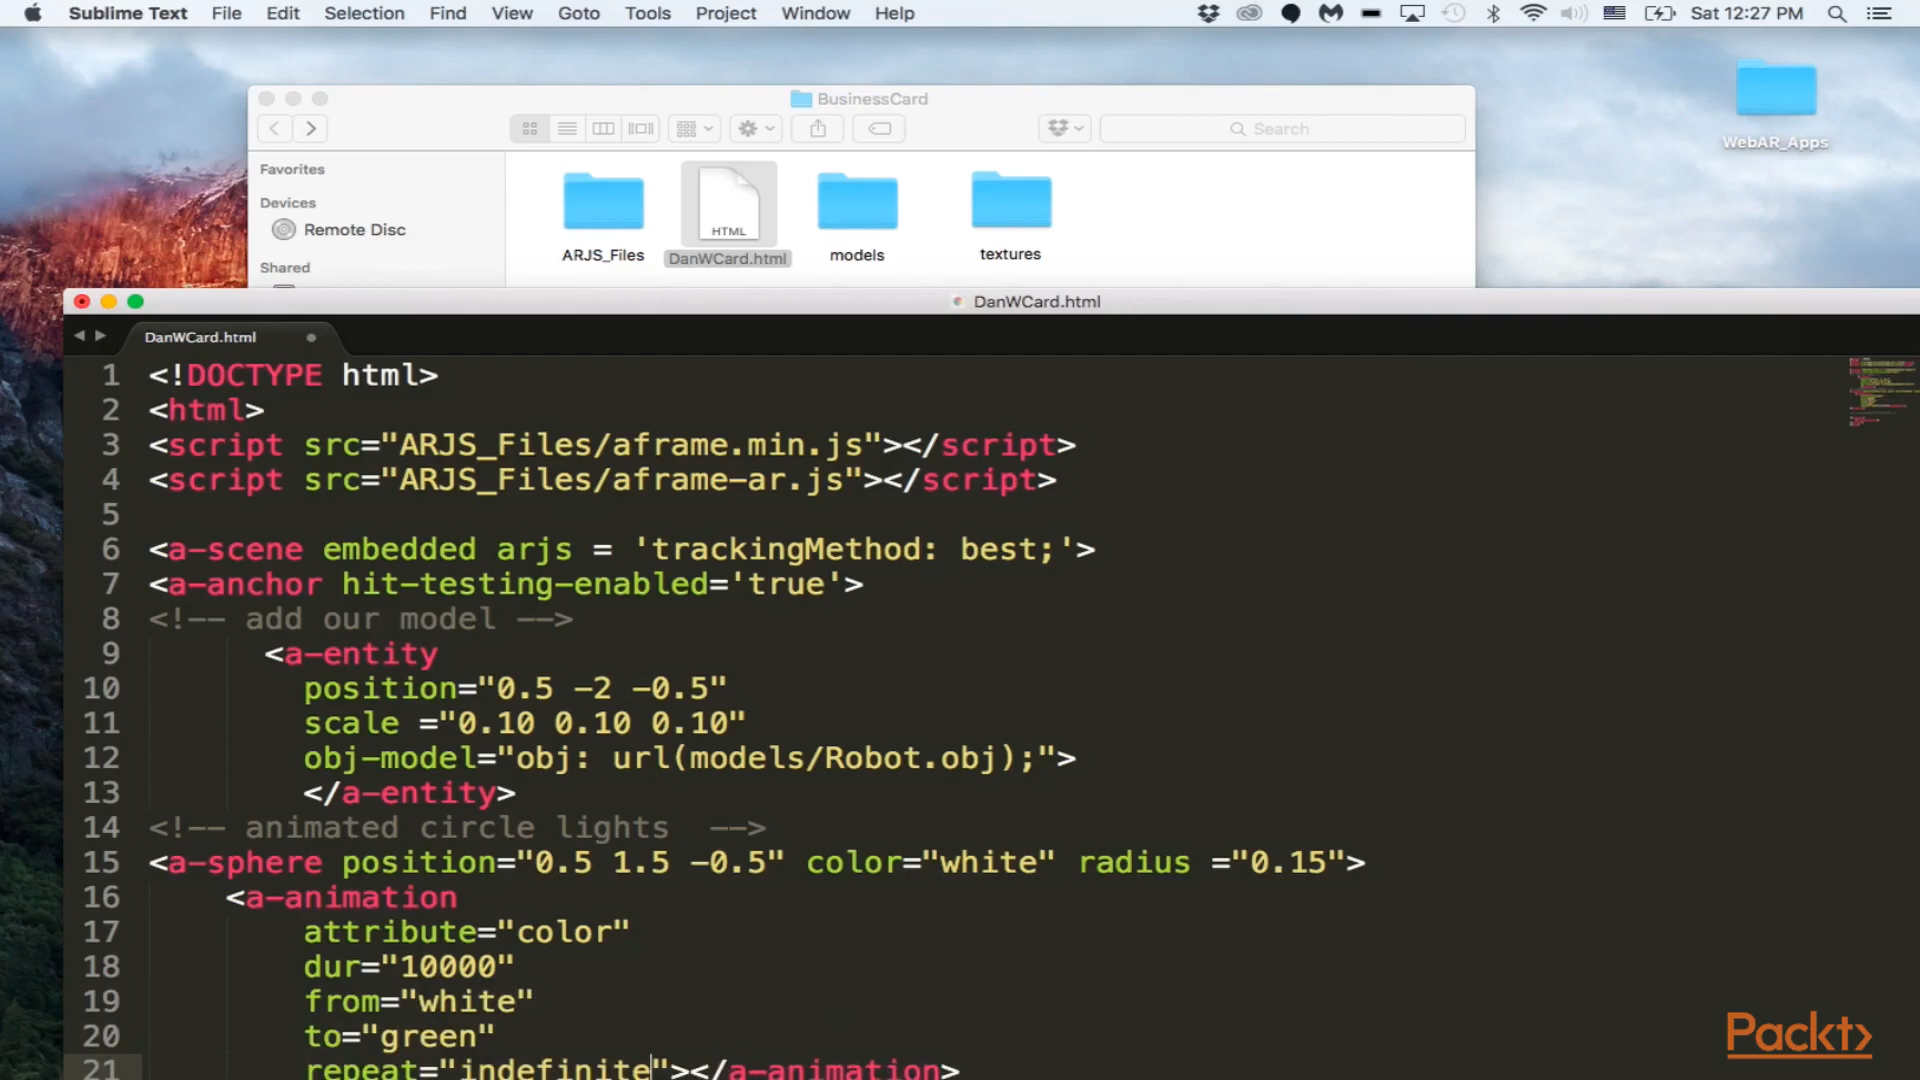 Sublime Text File Edit Selection Find View Goto Tools Project Window Help Sat 12:27 PM
WebAR_Apps
BusinessCard
Search
Favorites
Devices
Remote Disc
Shared
HTML
ARJS_Files DanWCard.html models textures
DanWCard.html
DanWCard.html
1 <!DOCTYPE html>
2 <html>
3 <script src="ARJS_Files/aframe.min.js"></script>
4 <script src="ARJS_Files/aframe-ar.js"></script>
5
6 <a-scene embedded arjs = 'trackingMethod: best;'>
7 <a-anchor hit-testing-enabled='true'>
8 <!-- add our model -->
9 <a-entity
10 position="0.5 -2 -0.5"
11 scale ="0.10 0.10 0.10"
12 obj-model="obj: url(models/Robot.obj);">
13 </a-entity>
14 <!-- animated circle lights  -->
15 <a-sphere position="0.5 1.5 -0.5" color="white" radius ="0.15">
16 <a-animation
17 attribute="color"
18 dur="10000"
19 from="white"
20 to="green"
21 repeat="indefinite"></a-animation>
Packt>